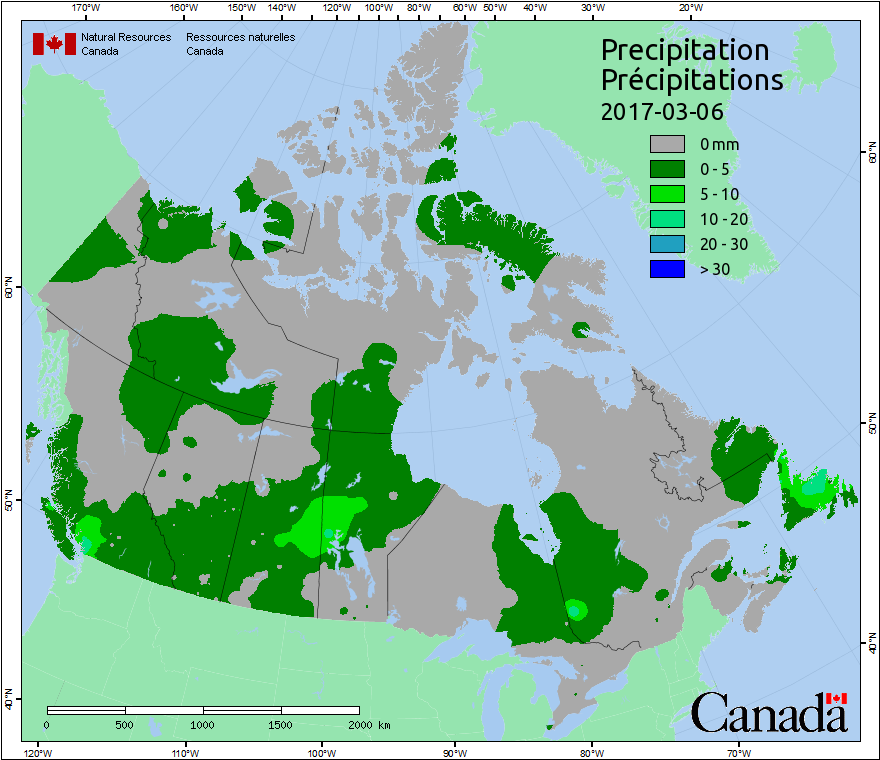 170°W 160°W 150°W 140°W 120°W 100°W 80°W 60°W 50°W 40°W 30°W 20°W
Natural Resources Ressources naturelles
Canada Canada
Precipitation
Précipitations
2017-03-06
0 mm
0 - 5
5 - 10
10 - 20
20 - 30
> 30
60°N 60°N
50°N 50°N
40°N 40°N
0 500 1000 1500 2000 km
Canada
120°W 110°W 100°W 90°W 80°W 70°W